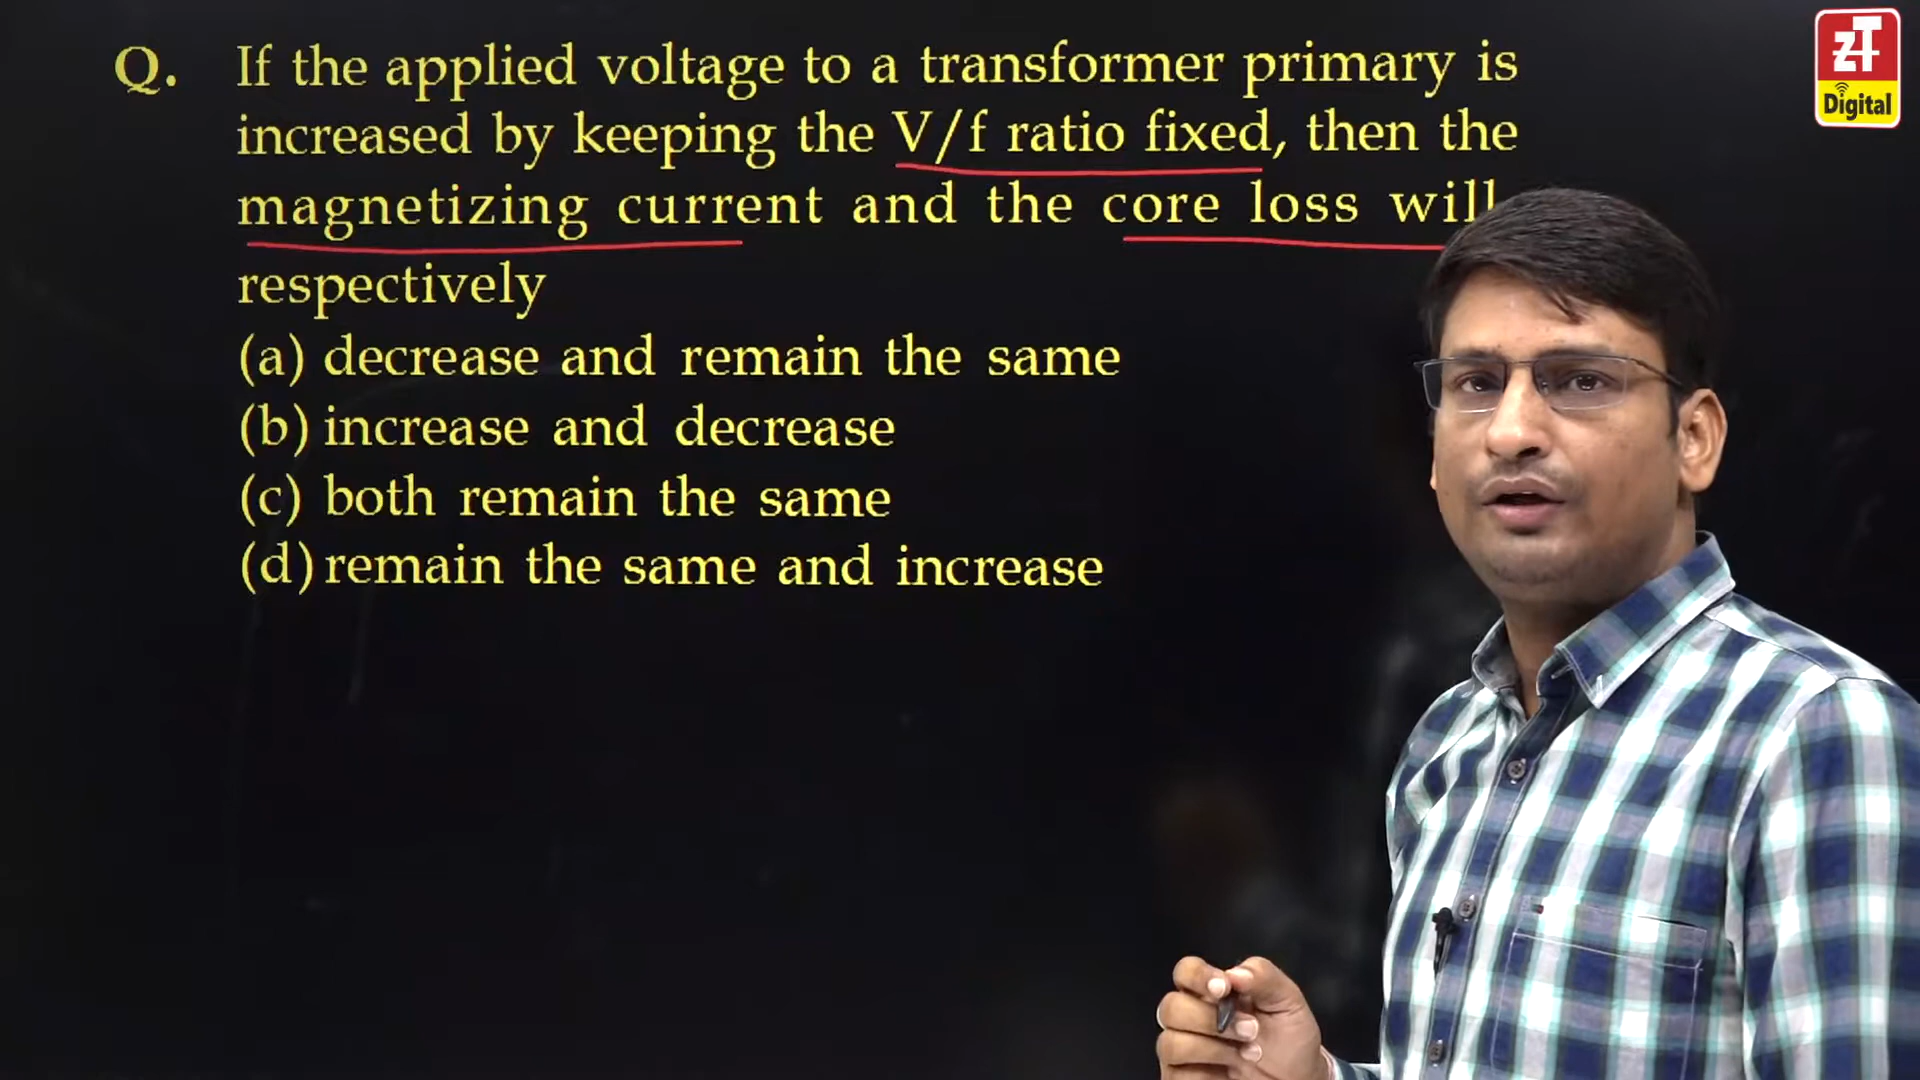 Q. If the applied voltage to a transformer primary is
increased by keeping the V/f ratio fixed, then the
magnetizing current and the core loss will
respectively
(a) decrease and remain the same
(b) increase and decrease
(c) both remain the same
(d) remain the same and increase
ZT
Digital